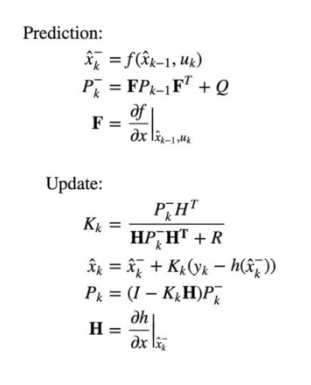 Prediction:
x̂ₖ⁻ = f(x̂ₖ₋₁, uₖ)
Pₖ⁻ = FPₖ₋₁Fᵀ + Q
F = ∂f/∂x |x̂ₖ₋₁,uₖ
Update:
Kₖ = Pₖ⁻Hᵀ / HPₖ⁻Hᵀ + R
x̂ₖ = x̂ₖ⁻ + Kₖ(yₖ − h(x̂ₖ⁻))
Pₖ = (I − KₖH)Pₖ⁻
H = ∂h/∂x |x̂ₖ⁻